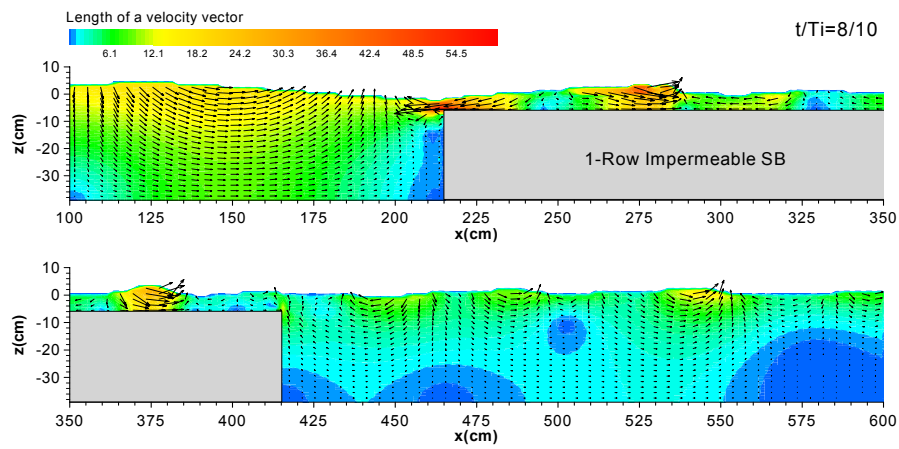 Length of a velocity vector
t/Ti=8/10
6.1 12.1 18.2 24.2 30.3 36.4 42.4 48.5 54.5
10
0
-10
-20
-30
z(cm)
1-Row Impermeable SB
100 125 150 175 200 225 250 275 300 325 350
x(cm)
10
0
-10
-20
-30
z(cm)
350 375 400 425 450 475 500 525 550 575 600
x(cm)